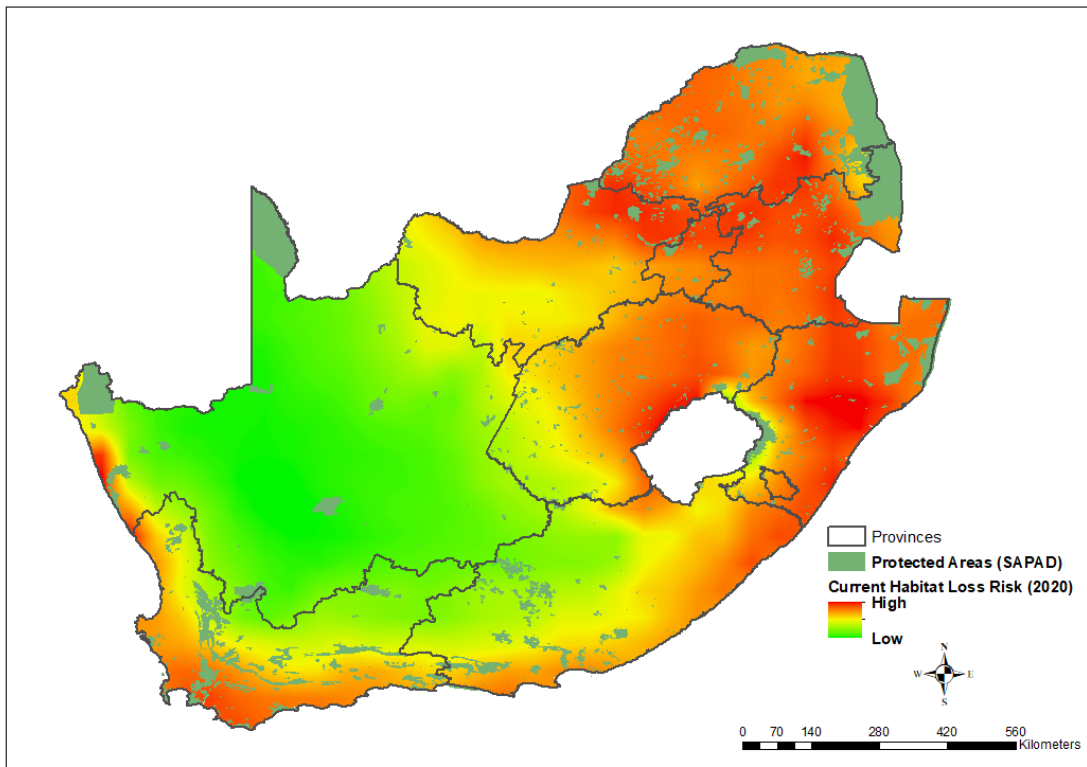 Provinces
Protected Areas (SAPAD)
Current Habitat Loss Risk (2020)
High
Low
N
W E
S
0 70 140 280 420 560
Kilometers